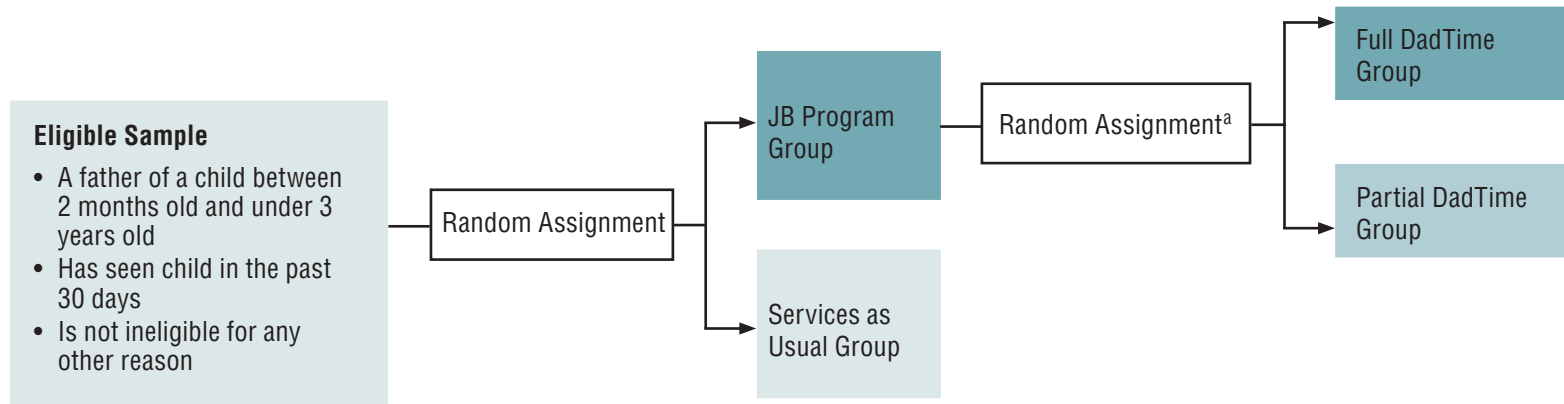 Eligible Sample
• A father of a child between
2 months old and under 3
years old
• Has seen child in the past
30 days
• Is not ineligible for any
other reason
Random Assignment
JB Program
Group
Services as
Usual Group
Random Assignmentᵃ
Full DadTime
Group
Partial DadTime
Group